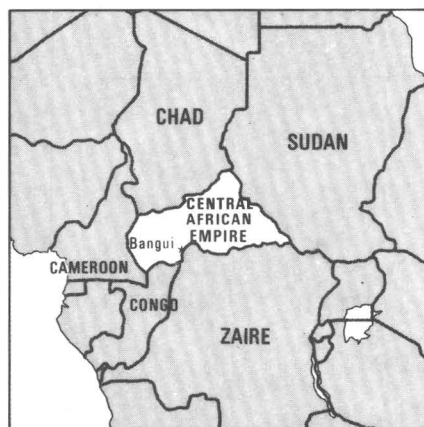 CHAD
SUDAN
CENTRAL
AFRICAN
EMPIRE
Bangui
CAMEROON
CONGO
ZAIRE